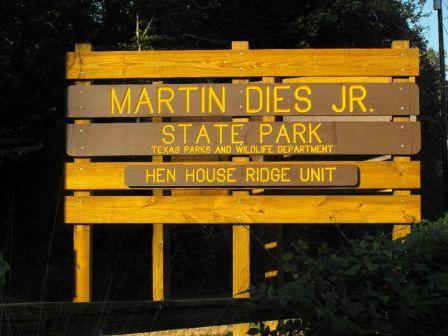 MARTIN DIES JR.
STATE PARK
TEXAS PARKS AND WILDLIFE DEPARTMENT
HEN HOUSE RIDGE UNIT